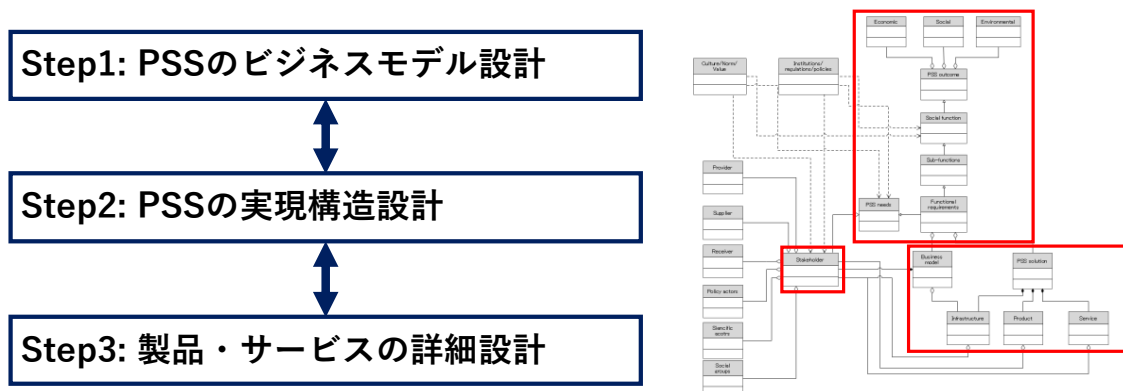 Step1: PSSのビジネスモデル設計
Step2: PSSの実現構造設計
Step3: 製品・サービスの詳細設計
Economic
Social
Environmental
Culture/Norm/
Value
Institutions/
regulations/policies
PSS outcome
Social function
Sub-functions
Provider
PSS needs
Functional
requirements
Supplier
Receiver
Stakeholder
Business
model
PSS solution
Policy actors
Infrastructure
Product
Service
Siencific
acotrs
Social
groups